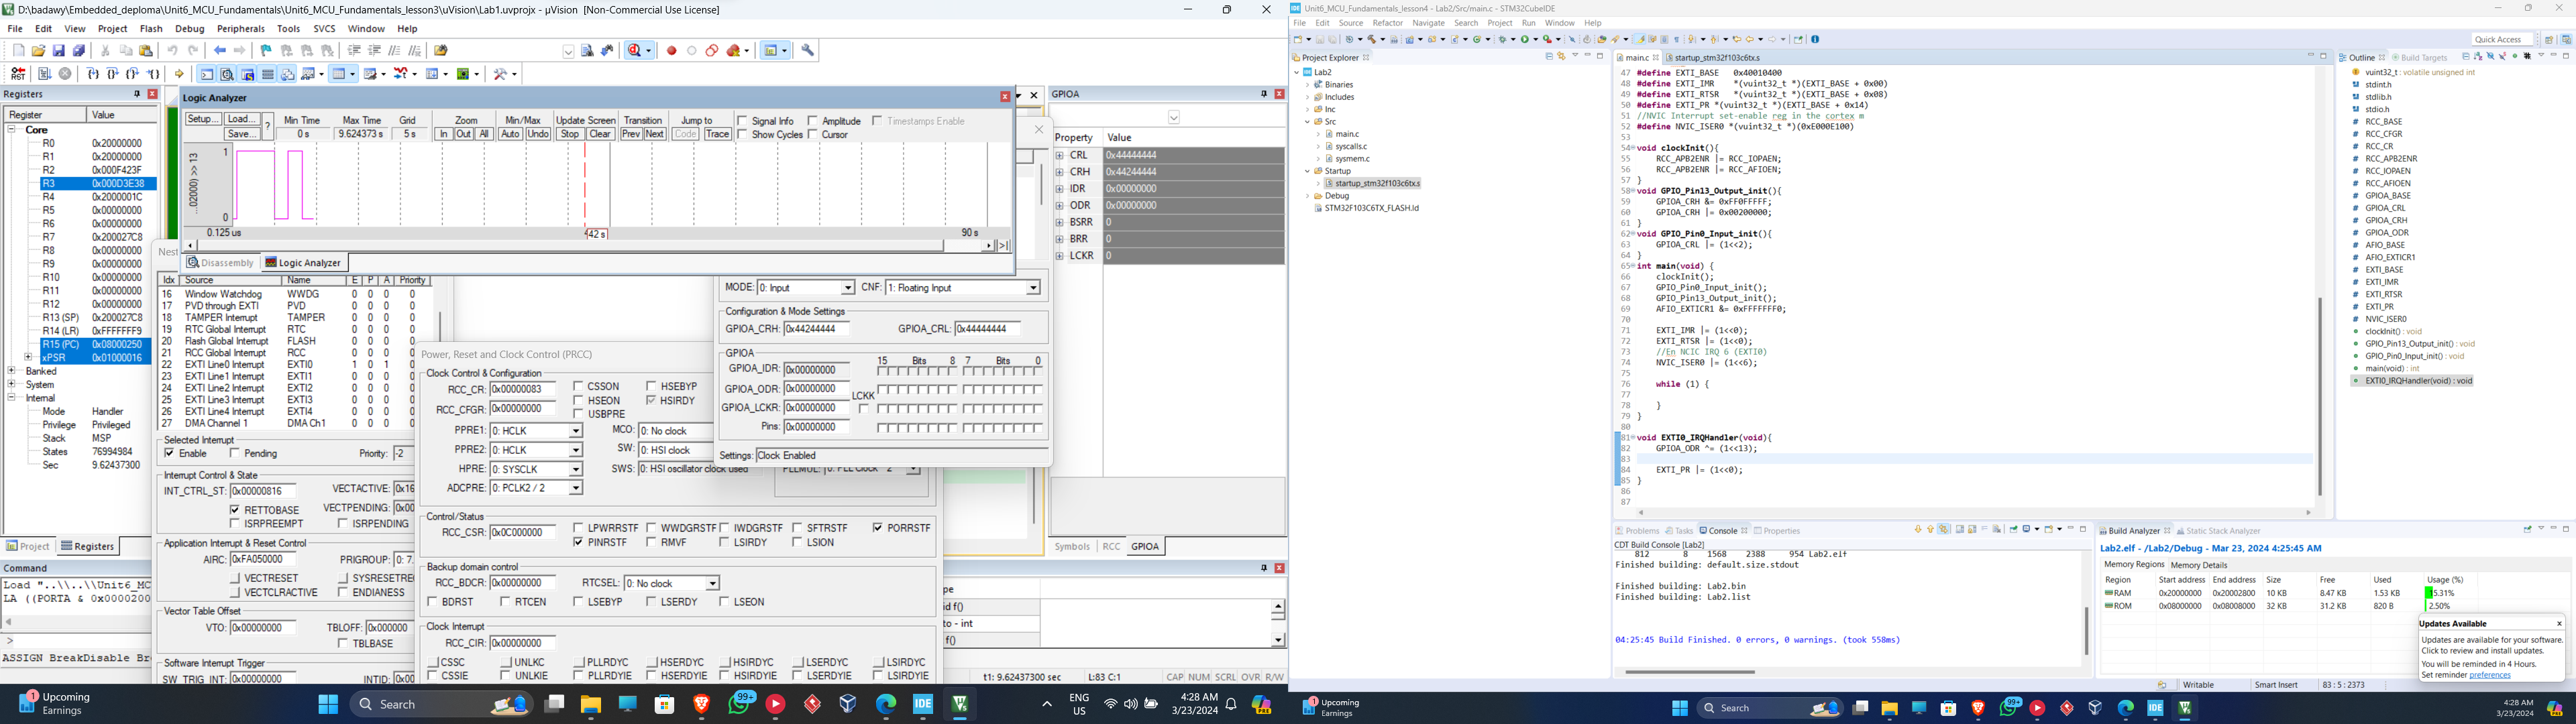 D:\badawy\Embedded_deploma\Unit6_MCU_Fundamentals\Unit6_MCU_Fundamentals_lesson3\uVision\Lab1.uvprojx - µVision [Non-Commercial Use License]
File Edit View Project Flash Debug Peripherals Tools SVCS Window Help
Registers
Register Value
Core
R0 0x20000000
R1 0x20000000
R2 0x000F423F
R3 0x000D3E38
R4 0x2000001C
R5 0x00000000
R6 0x00000000
R7 0x200027C8
R8 0x00000000
R9 0x00000000
R10 0x00000000
R11 0x00000000
R12 0x00000000
R13 (SP) 0x200027C8
R14 (LR) 0xFFFFFFF9
R15 (PC) 0x08000250
xPSR 0x01000016
Banked
System
Internal
Mode Handler
Privilege Privileged
Stack MSP
States 76994984
Sec 9.62437300
Project Registers
Command
Load "..\\..\\Unit6_MC
LA ((PORTA & 0x0000200
>
ASSIGN BreakDisable Br
Logic Analyzer
Setup... Load... Save... ? Min Time Max Time Grid Zoom Min/Max Update Screen Transition Jump to
0 s 9.624373 s 5 s In Out All Auto Undo Stop Clear Prev Next Code Trace
Signal Info Amplitude Timestamps Enable
Show Cycles Cursor
1
0
...02000) >> 13
0.125 us 42 s 90 s
Disassembly Logic Analyzer
Nest
Idx Source Name E P A Priority
16 Window Watchdog WWDG 0 0 0 0
17 PVD through EXTI PVD 0 0 0 0
18 TAMPER Interrupt TAMPER 0 0 0 0
19 RTC Global Interrupt RTC 0 0 0 0
20 Flash Global Interrupt FLASH 0 0 0 0
21 RCC Global Interrupt RCC 0 0 0 0
22 EXTI Line0 Interrupt EXTI0 1 0 1 0
23 EXTI Line1 Interrupt EXTI1 0 0 0 0
24 EXTI Line2 Interrupt EXTI2 0 0 0 0
25 EXTI Line3 Interrupt EXTI3 0 0 0 0
26 EXTI Line4 Interrupt EXTI4 0 0 0 0
27 DMA Channel 1 DMA Ch1 0 0 0 0
Selected Interrupt
Enable Pending Priority: -2
Interrupt Control & State
INT_CTRL_ST: 0x00000816 VECTACTIVE: 0x16
RETTOBASE VECTPENDING: 0x00
ISRPREEMPT ISRPENDING
Application Interrupt & Reset Control
AIRC: 0xFA050000 PRIGROUP: 0: 7.
VECTRESET SYSRESETRE
VECTCLRACTIVE ENDIANESS
Vector Table Offset
VTO: 0x00000000 TBLOFF: 0x000000
TBLBASE
Software Interrupt Trigger
SW_TRIG_INT: 0x00000000 INTID: 0x00
Power, Reset and Clock Control (PRCC)
Clock Control & Configuration
RCC_CR: 0x00000083 CSSON HSEBYP
HSEON HSIRDY
RCC_CFGR: 0x00000000 USBPRE
PPRE1: 0: HCLK MCO: 0: No clock
PPRE2: 0: HCLK SW: 0: HSI clock
HPRE: 0: SYSCLK SWS: 0: HSI oscillator clock used PLLMUL: 0: PLL Clock * 2
ADCPRE: 0: PCLK2 / 2
Control/Status
RCC_CSR: 0x0C000000 LPWRRSTF WWDGRSTF IWDGRSTF SFTRSTF PORRSTF
PINRSTF RMVF LSIRDY LSION
Backup domain control
RCC_BDCR: 0x00000000 RTCSEL: 0: No clock
BDRST RTCEN LSEBYP LSERDY LSEON
Clock Interrupt
RCC_CIR: 0x00000000
CSSC UNLKC PLLRDYC HSERDYC HSIRDYC LSERDYC LSIRDYC
CSSIE UNLKIE PLLRDYIE HSERDYIE HSIRDYIE LSERDYIE LSIRDYIE
MODE: 0: Input CNF: 1: Floating Input
Configuration & Mode Settings
GPIOA_CRH: 0x44244444 GPIOA_CRL: 0x44444444
GPIOA
15 Bits 8 7 Bits 0
GPIOA_IDR: 0x00000000
GPIOA_ODR: 0x00000000
LCKK
GPIOA_LCKR: 0x00000000
Pins: 0x00000000
Settings: Clock Enabled
GPIOA
Property Value
CRL 0x44444444
CRH 0x44244444
IDR 0x00000000
ODR 0x00000000
BSRR 0
BRR 0
LCKR 0
Symbols RCC GPIOA
pe
id f()
to - int
f()
t1: 9.62437300 sec L:83 C:1 CAP NUM SCRL OVR R/W
1 Upcoming
Earnings
Search
99+
IDE
ENG
US
4:28 AM
3/23/2024
Unit6_MCU_Fundamentals_lesson4 - Lab2/Src/main.c - STM32CubeIDE
File Edit Source Refactor Navigate Search Project Run Window Help
Quick Access
Project Explorer
Lab2
Binaries
Includes
Inc
Src
main.c
syscalls.c
sysmem.c
Startup
startup_stm32f103c6tx.s
Debug
STM32F103C6TX_FLASH.ld
main.c startup_stm32f103c6tx.s
47 #define EXTI_BASE 0x40010400
48 #define EXTI_IMR *(vuint32_t *)(EXTI_BASE + 0x00)
49 #define EXTI_RTSR *(vuint32_t *)(EXTI_BASE + 0x08)
50 #define EXTI_PR *(vuint32_t *)(EXTI_BASE + 0x14)
51 //NVIC Interrupt set-enable reg in the cortex m
52 #define NVIC_ISER0 *(vuint32_t *)(0xE000E100)
53
54 void clockInit(){
55 RCC_APB2ENR |= RCC_IOPAEN;
56 RCC_APB2ENR |= RCC_AFIOEN;
57 }
58 void GPIO_Pin13_Output_init(){
59 GPIOA_CRH &= 0xFF0FFFFF;
60 GPIOA_CRH |= 0x00200000;
61 }
62 void GPIO_Pin0_Input_init(){
63 GPIOA_CRL |= (1<<2);
64 }
65 int main(void) {
66 clockInit();
67 GPIO_Pin0_Input_init();
68 GPIO_Pin13_Output_init();
69 AFIO_EXTICR1 &= 0xFFFFFFF0;
70
71 EXTI_IMR |= (1<<0);
72 EXTI_RTSR |= (1<<0);
73 //En NCIC IRQ 6 (EXTI0)
74 NVIC_ISER0 |= (1<<6);
75
76 while (1) {
77
78 }
79 }
80
81 void EXTI0_IRQHandler(void){
82 GPIOA_ODR ^= (1<<13);
83
84 EXTI_PR |= (1<<0);
85 }
86
87
Outline Build Targets
vuint32_t : volatile unsigned int
stdint.h
stdlib.h
stdio.h
RCC_BASE
RCC_CFGR
RCC_CR
RCC_APB2ENR
RCC_IOPAEN
RCC_AFIOEN
GPIOA_BASE
GPIOA_CRL
GPIOA_CRH
GPIOA_ODR
AFIO_BASE
AFIO_EXTICR1
EXTI_BASE
EXTI_IMR
EXTI_RTSR
EXTI_PR
NVIC_ISER0
clockInit() : void
GPIO_Pin13_Output_init() : void
GPIO_Pin0_Input_init() : void
main(void) : int
EXTI0_IRQHandler(void) : void
Problems Tasks Console Properties
CDT Build Console [Lab2]
812 8 1568 2388 954 Lab2.elf
Finished building: default.size.stdout
Finished building: Lab2.bin
Finished building: Lab2.list
04:25:45 Build Finished. 0 errors, 0 warnings. (took 558ms)
Build Analyzer Static Stack Analyzer
Lab2.elf - /Lab2/Debug - Mar 23, 2024 4:25:45 AM
Memory Regions Memory Details
Region Start address End address Size Free Used Usage (%)
RAM 0x20000000 0x20002800 10 KB 8.47 KB 1.53 KB 15.31%
ROM 0x08000000 0x08008000 32 KB 31.2 KB 820 B 2.50%
Updates Available
Updates are available for your software.
Click to review and install updates.
You will be reminded in 4 Hours.
Set reminder preferences
Writable Smart Insert 83 : 5 : 2373
1 Upcoming
Earnings
Search
99+
IDE
4:28 AM
3/23/2024